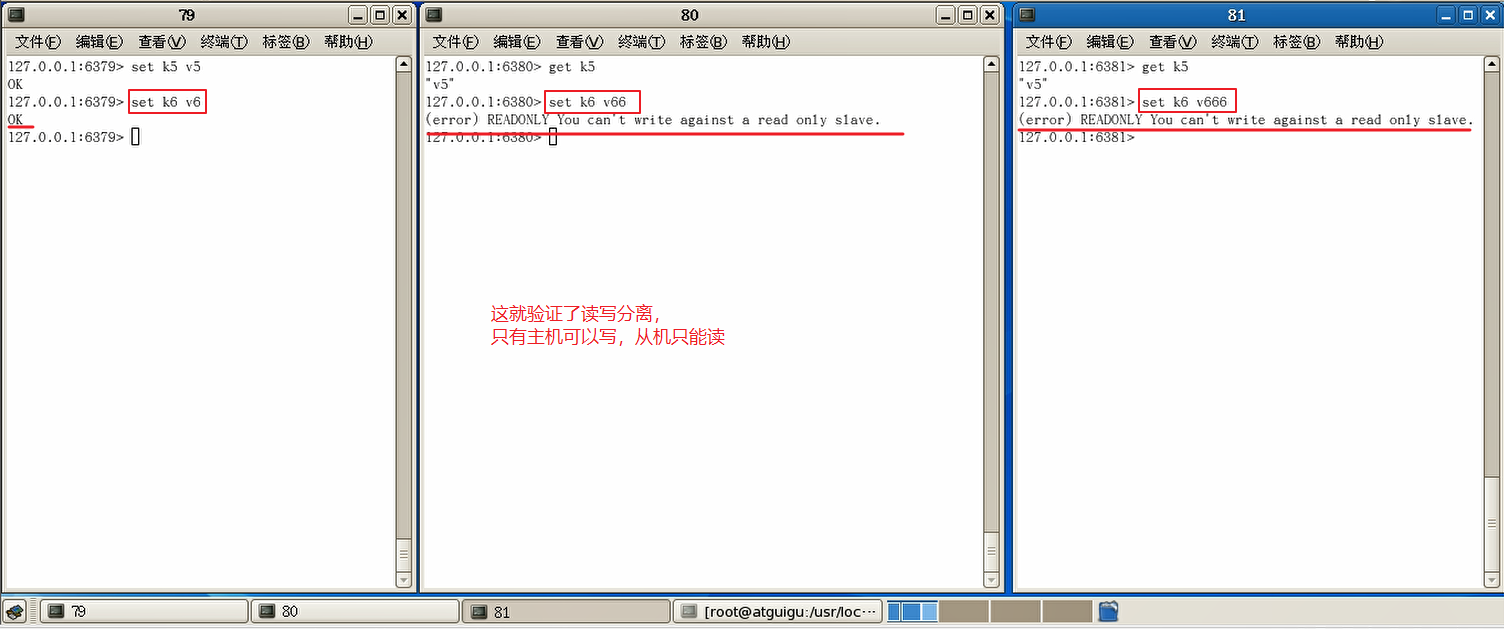 79
文件(F) 编辑(E) 查看(V) 终端(T) 标签(B) 帮助(H)
127.0.0.1:6379> set k5 v5
OK
127.0.0.1:6379> set k6 v6
OK
127.0.0.1:6379>
80
文件(F) 编辑(E) 查看(V) 终端(T) 标签(B) 帮助(H)
127.0.0.1:6380> get k5
"v5"
127.0.0.1:6380> set k6 v66
(error) READONLY You can't write against a read only slave.
127.0.0.1:6380>
这就验证了读写分离，
只有主机可以写，从机只能读
81
文件(F) 编辑(E) 查看(V) 终端(T) 标签(B) 帮助(H)
127.0.0.1:6381> get k5
"v5"
127.0.0.1:6381> set k6 v666
(error) READONLY You can't write against a read only slave.
127.0.0.1:6381>
79
80
81
[root@atguigu:/usr/loc···